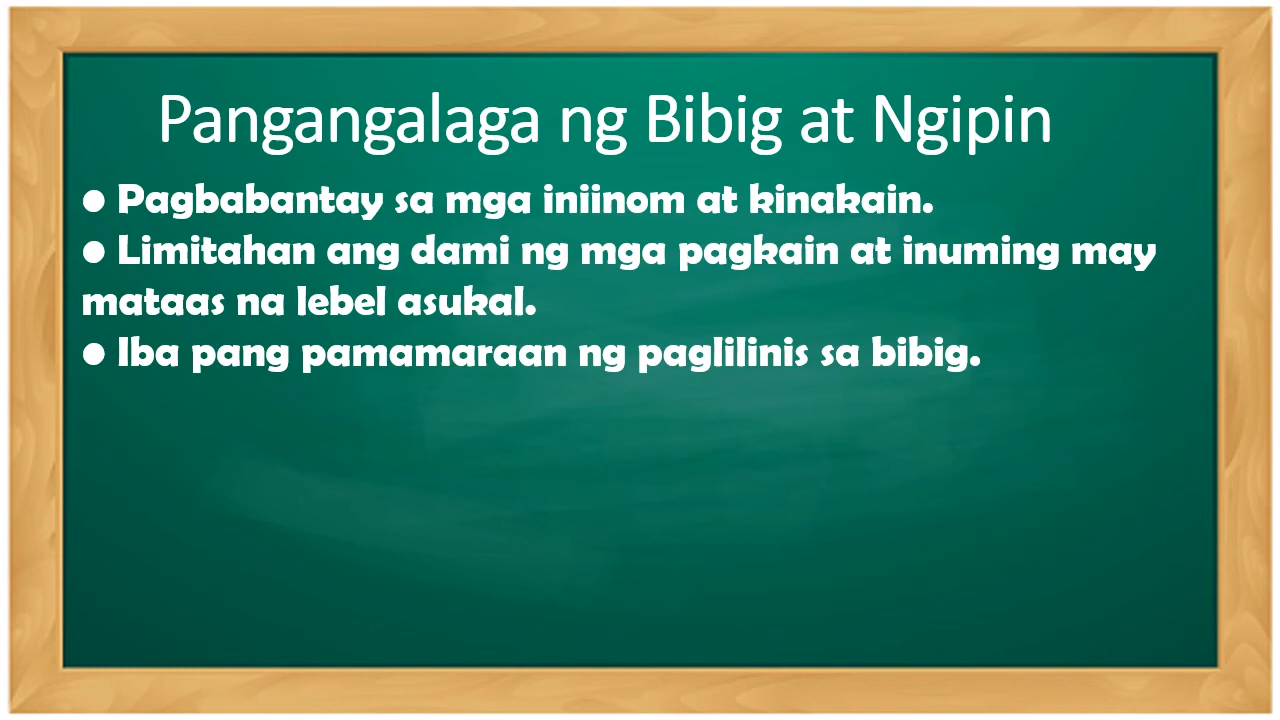 Pangangalaga ng Bibig at Ngipin
● Pagbabantay sa mga iniinom at kinakain.
● Limitahan ang dami ng mga pagkain at inuming may
mataas na lebel asukal.
● Iba pang pamamaraan ng paglilinis sa bibig.